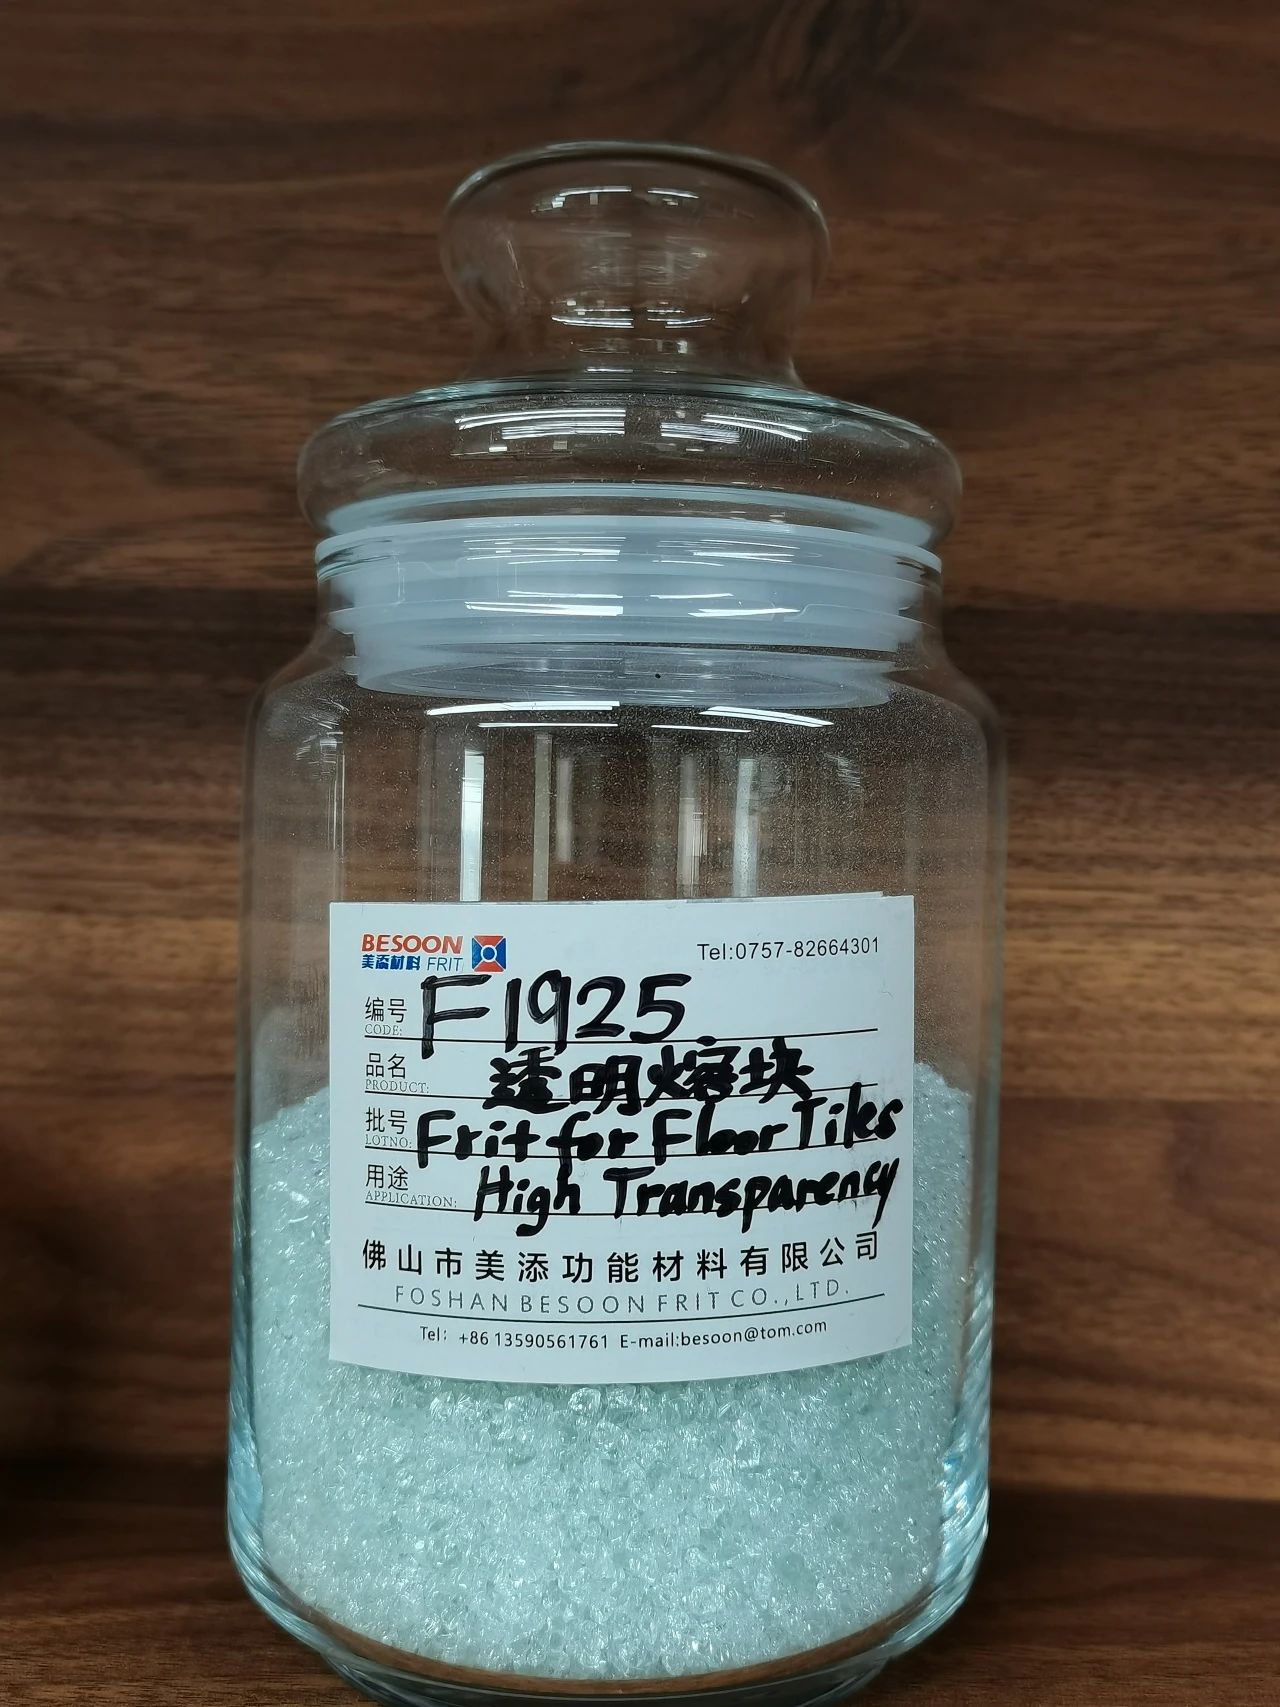 BESOON
美添材料 FRIT
Tel:0757-82664301
编号
CODE: F1925
品名
PRODUCT: 透明熔块
批号
LOTNO: Frit for Floor Tiles
用途
APPLICATION: High Transparency
佛山市美添功能材料有限公司
FOSHAN BESOON FRIT CO.,LTD.
Tel: +86 13590561761 E-mail:besoon@tom.com